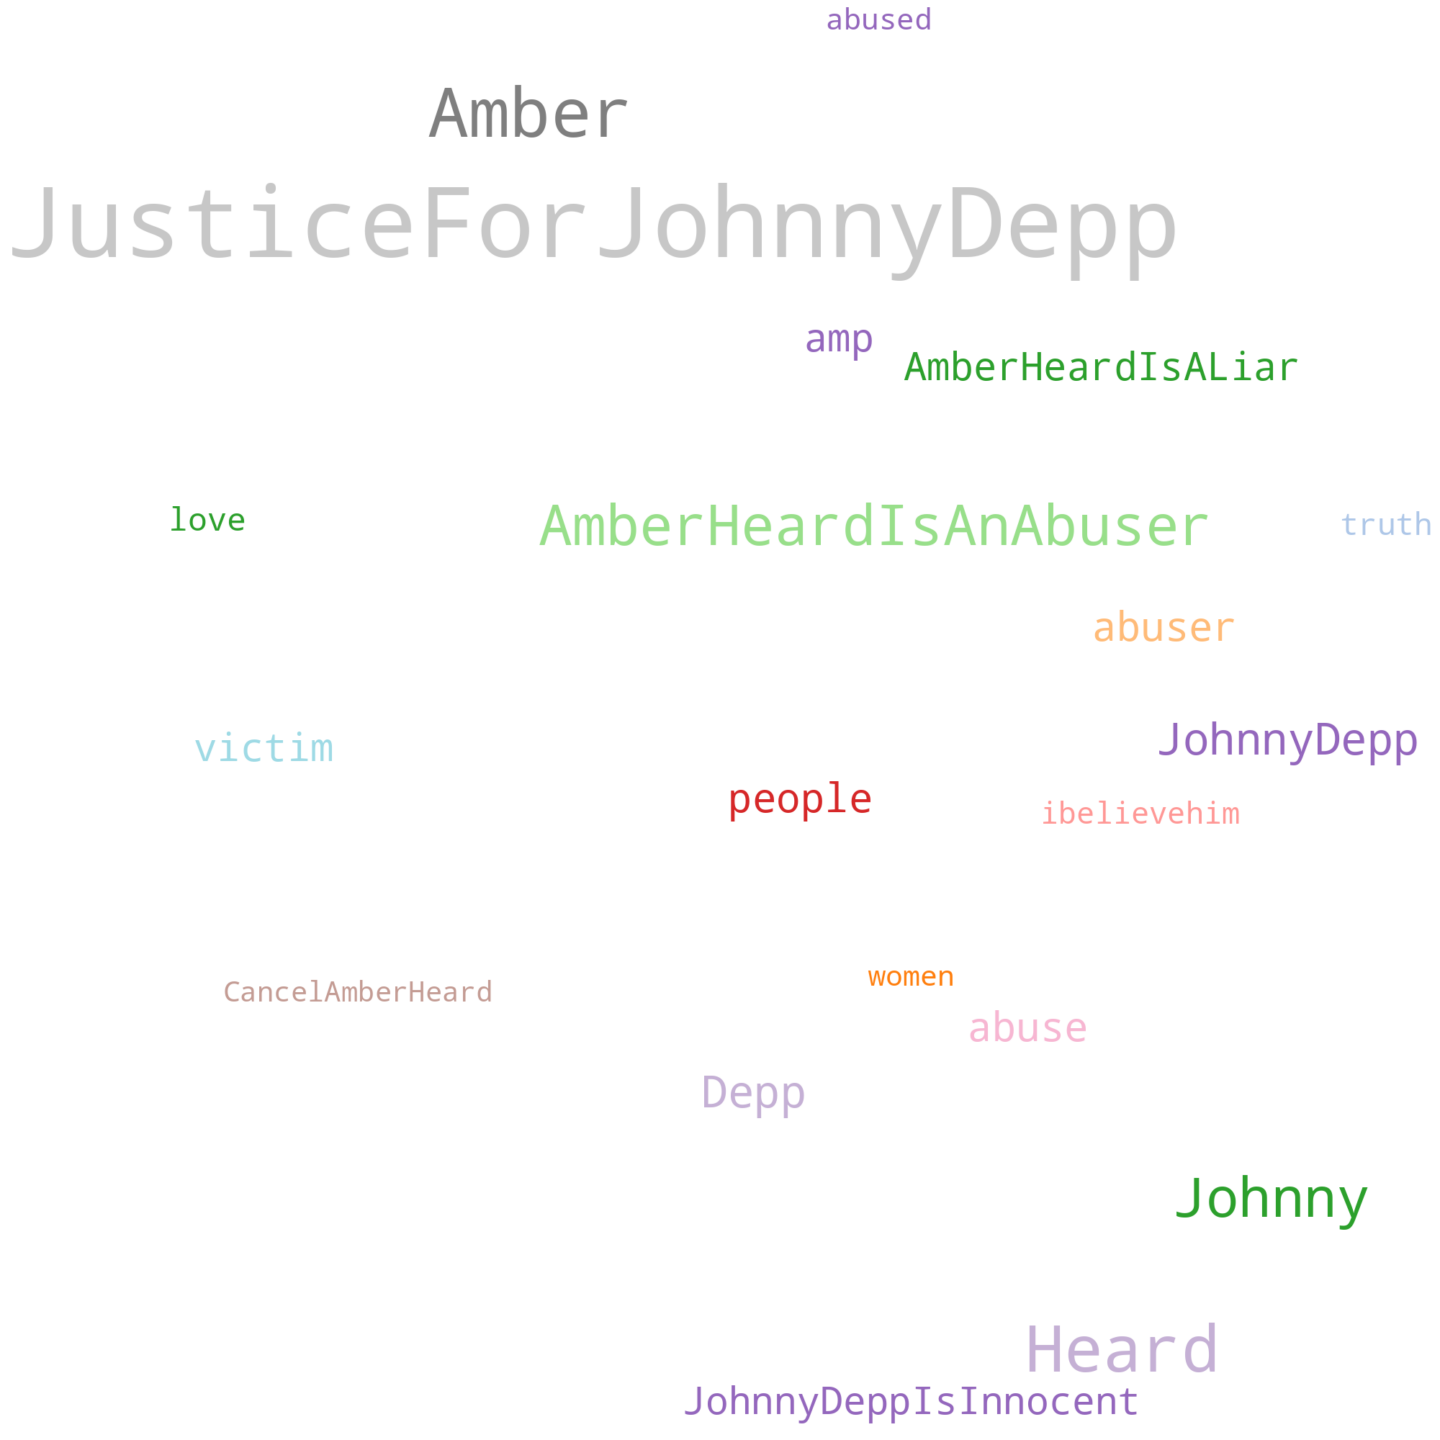 abused
Amber
JusticeForJohnnyDepp
amp
AmberHeardIsALiar
love
AmberHeardIsAnAbuser
truth
abuser
victim
JohnnyDepp
people
ibelievehim
CancelAmberHeard
women
abuse
Depp
Johnny
Heard
JohnnyDeppIsInnocent